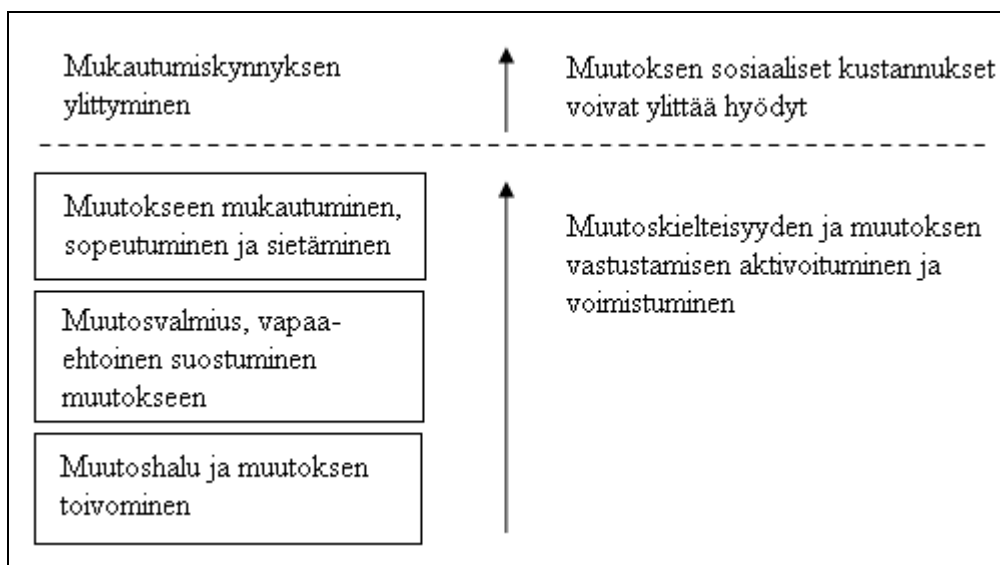 Mukautumiskynnyksen
ylittyminen
Muutoksen sosiaaliset kustannukset
voivat ylittää hyödyt
Muutokseen mukautuminen,
sopeutuminen ja sietäminen
Muutoskielteisyyden ja muutoksen
vastustamisen aktivoituminen ja
voimistuminen
Muutosvalmius, vapaa-
ehtoinen suostuminen
muutokseen
Muutoshalu ja muutoksen
toivominen